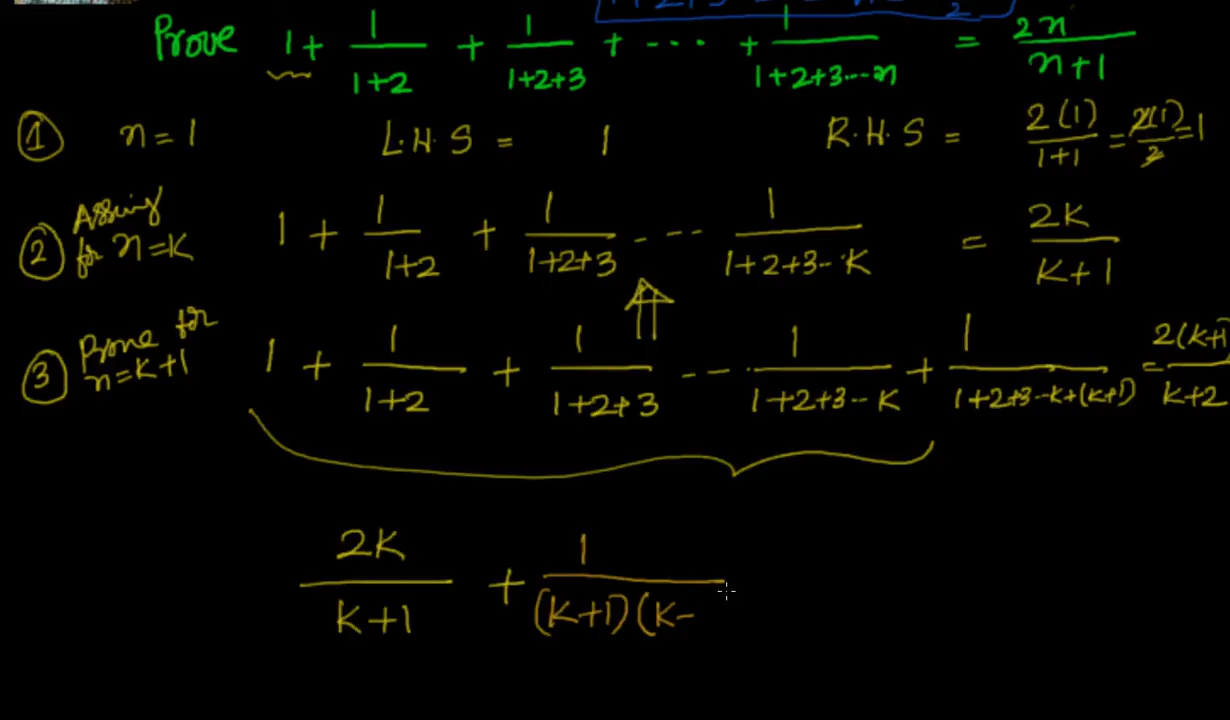 Prove 1 + 1/(1+2) + 1/(1+2+3) + ... + 1/(1+2+3...n) = 2n/(n+1)
① n = 1 L.H.S = 1 R.H.S = 2(1)/(1+1) = 2(1)/2 = 1
② for n = K 1 + 1/(1+2) + 1/(1+2+3) ... 1/(1+2+3..K) = 2K/(K+1)
③ Prove for n = K+1 1 + 1/(1+2) + 1/(1+2+3) ... 1/(1+2+3..K) + 1/(1+2+3..K+(K+1)) = 2(K+1)/(K+2)
2K/(K+1) + 1/((K+1)(K-